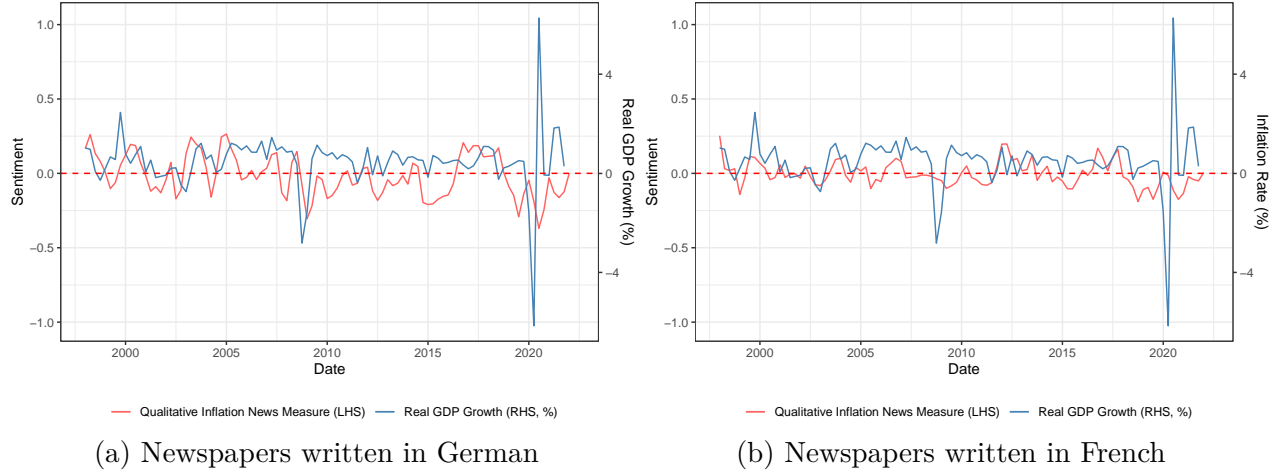 Sentiment
1.0
0.5
0.0
−0.5
−1.0
4
0
−4
Real GDP Growth (%)
2000 2005 2010 2015 2020
Date
Qualitative Inflation News Measure (LHS) Real GDP Growth (RHS, %)
(a) Newspapers written in German
Sentiment
1.0
0.5
0.0
−0.5
−1.0
4
0
−4
Inflation Rate (%)
2000 2005 2010 2015 2020
Date
Qualitative Inflation News Measure (LHS) Real GDP Growth (RHS, %)
(b) Newspapers written in French